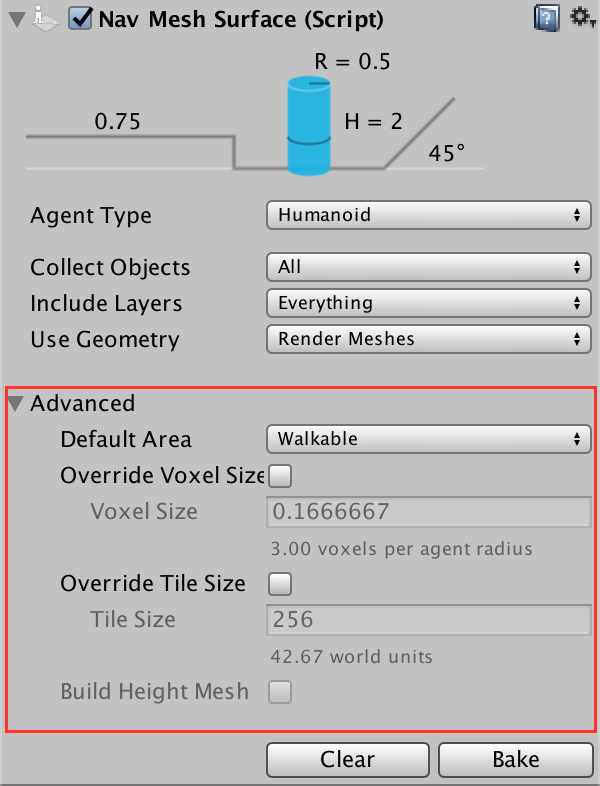 Nav Mesh Surface (Script)
R = 0.5
0.75
H = 2
45°
Agent Type Humanoid
Collect Objects All
Include Layers Everything
Use Geometry Render Meshes
Advanced
Default Area Walkable
Override Voxel Size
Voxel Size 0.1666667
3.00 voxels per agent radius
Override Tile Size
Tile Size 256
42.67 world units
Build Height Mesh
Clear Bake